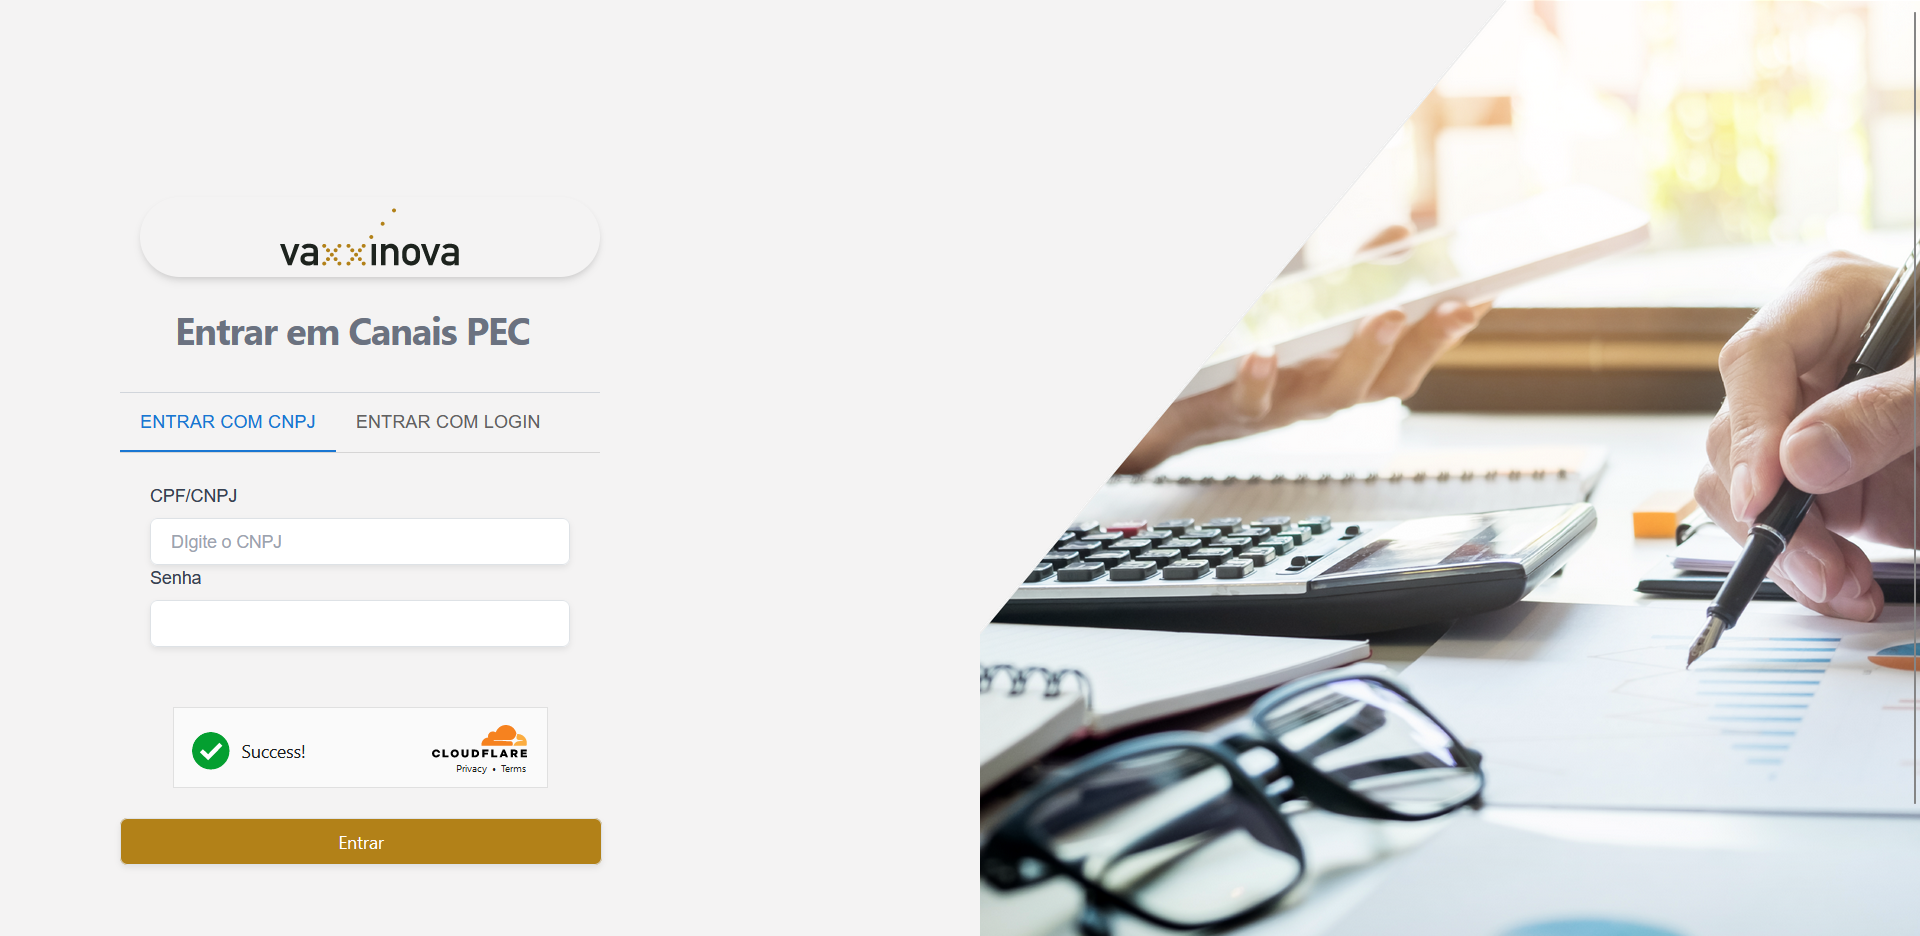 vaxxinova
Entrar em Canais PEC
ENTRAR COM CNPJ ENTRAR COM LOGIN
CPF/CNPJ
DIgite o CNPJ
Senha
Success!
CLOUDFLARE
Privacy • Terms
Entrar